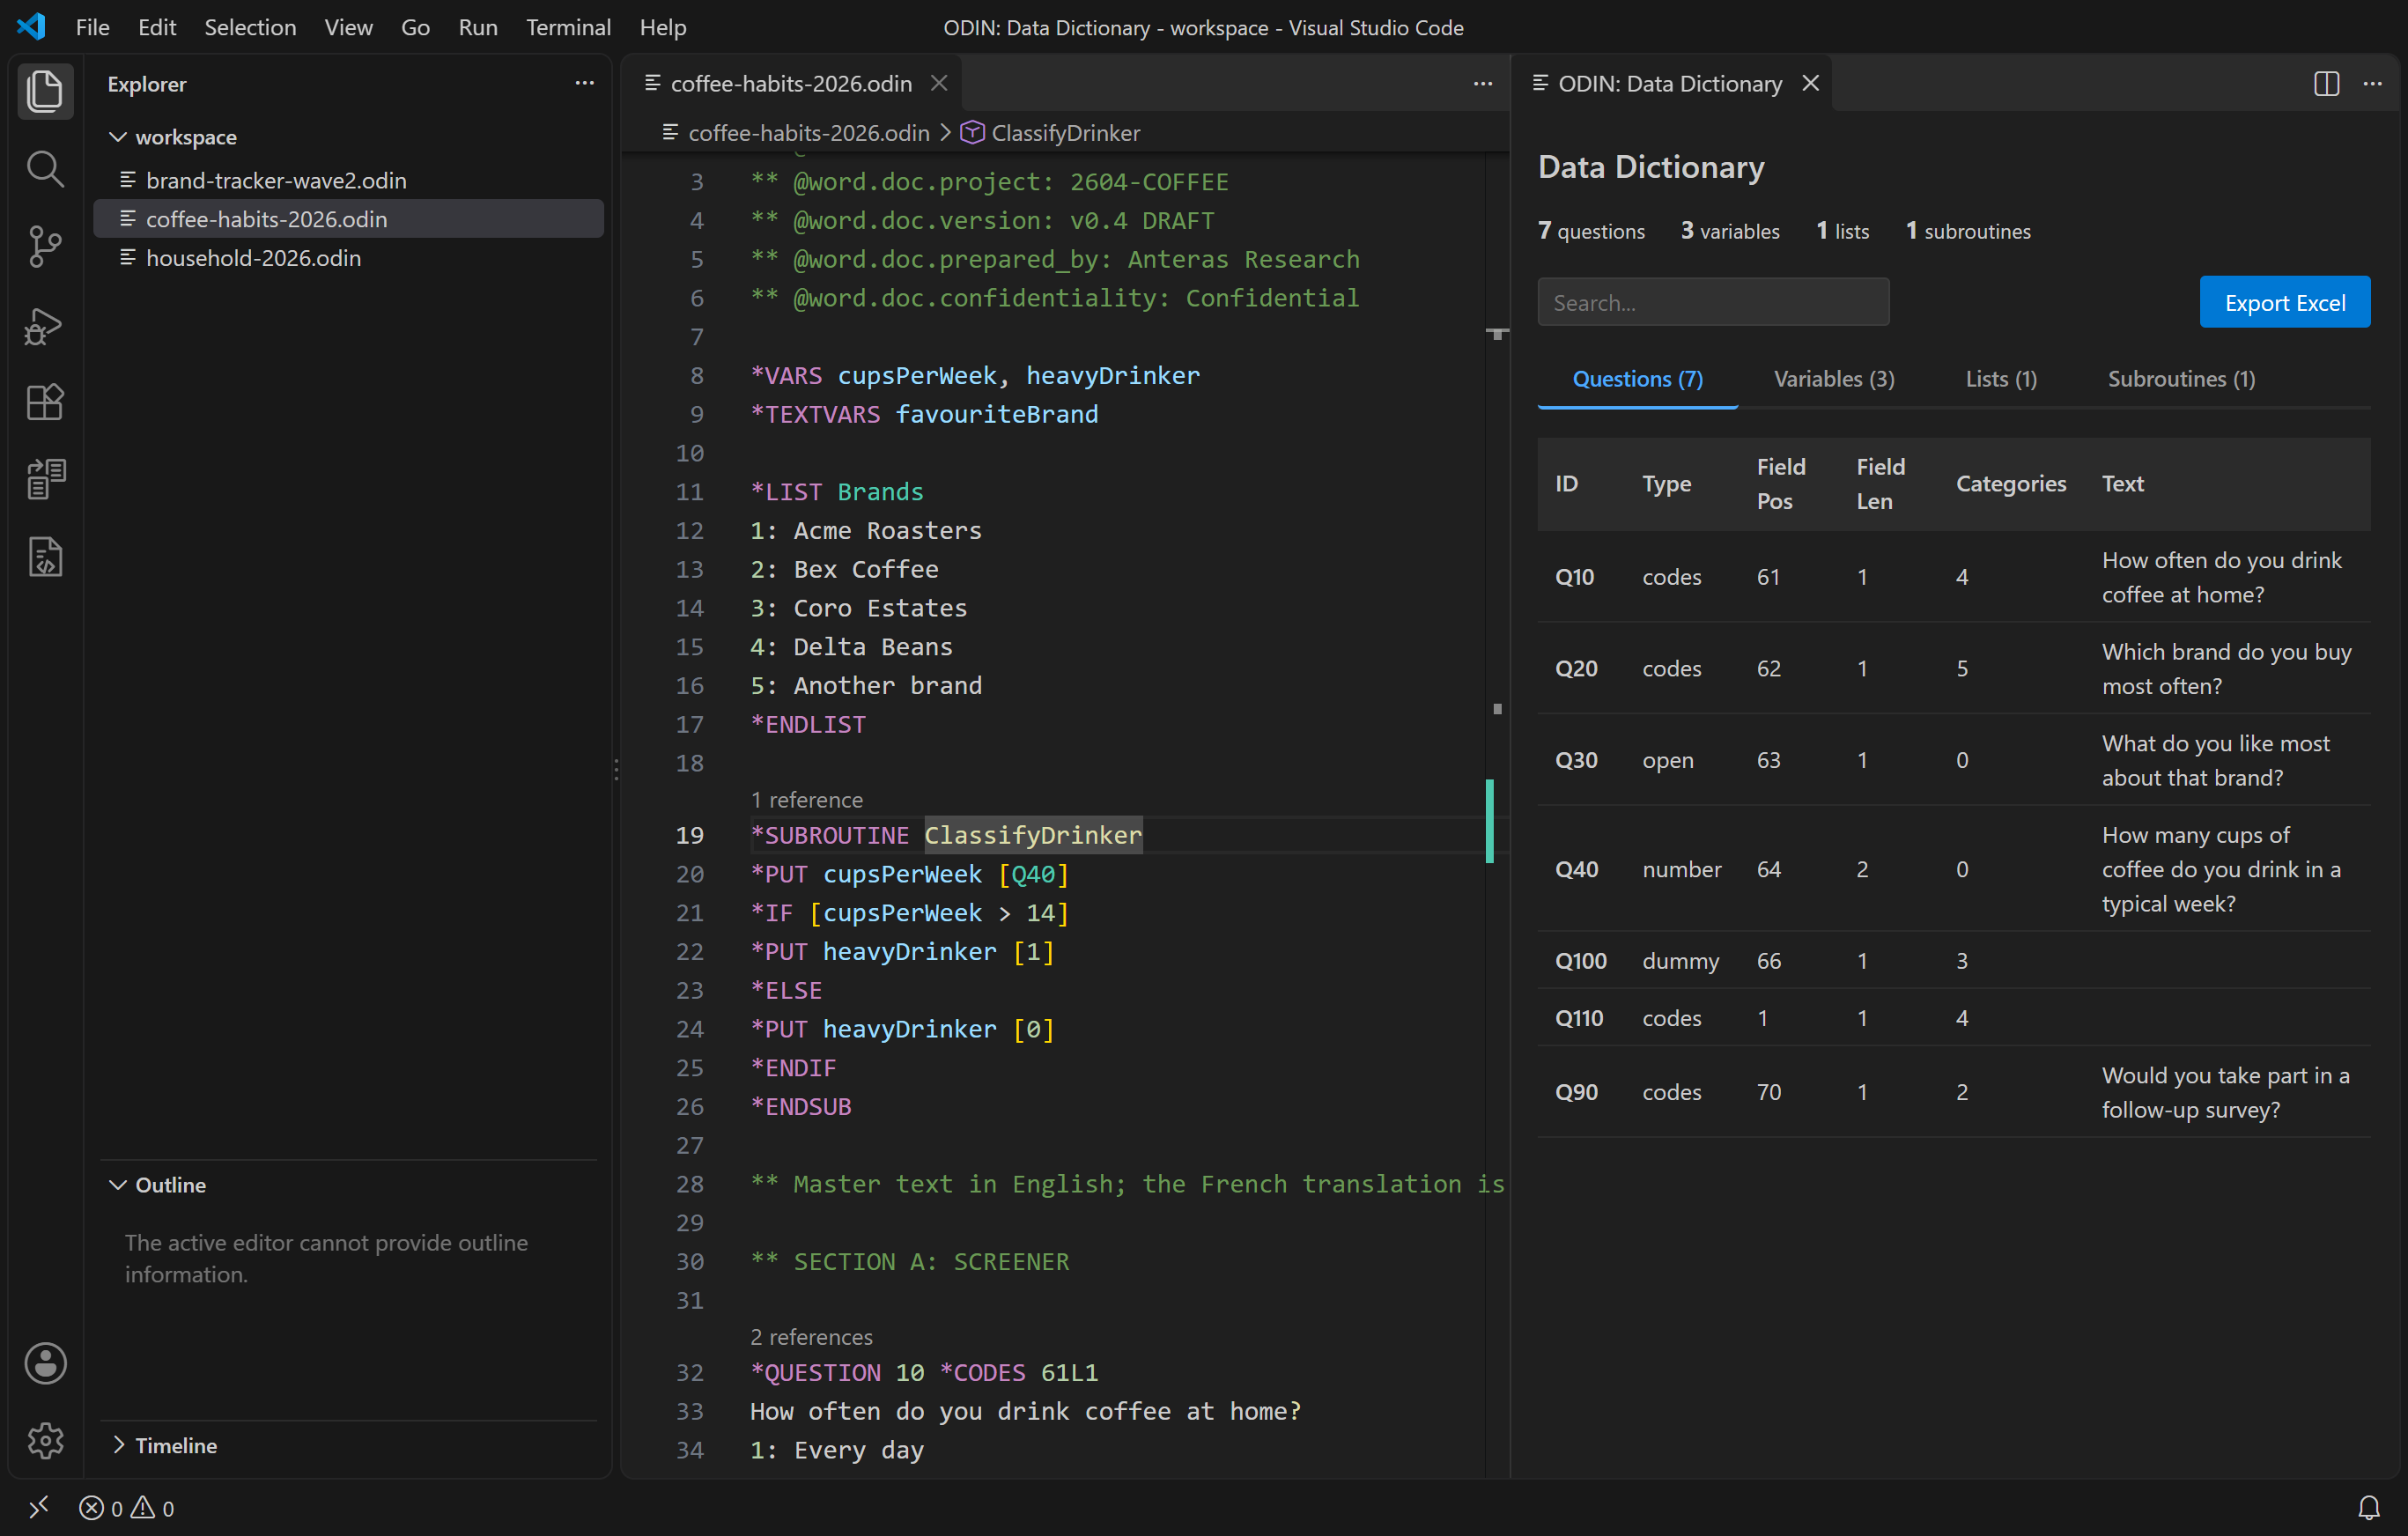 File Edit Selection View Go Run Terminal Help
ODIN: Data Dictionary - workspace - Visual Studio Code
Explorer
workspace
brand-tracker-wave2.odin
coffee-habits-2026.odin
household-2026.odin
Outline
The active editor cannot provide outline
information.
Timeline
coffee-habits-2026.odin
coffee-habits-2026.odin > ClassifyDrinker
3 ** @word.doc.project: 2604-COFFEE
4 ** @word.doc.version: v0.4 DRAFT
5 ** @word.doc.prepared_by: Anteras Research
6 ** @word.doc.confidentiality: Confidential
7
8 *VARS cupsPerWeek, heavyDrinker
9 *TEXTVARS favouriteBrand
10
11 *LIST Brands
12 1: Acme Roasters
13 2: Bex Coffee
14 3: Coro Estates
15 4: Delta Beans
16 5: Another brand
17 *ENDLIST
18
1 reference
19 *SUBROUTINE ClassifyDrinker
20 *PUT cupsPerWeek [Q40]
21 *IF [cupsPerWeek > 14]
22 *PUT heavyDrinker [1]
23 *ELSE
24 *PUT heavyDrinker [0]
25 *ENDIF
26 *ENDSUB
27
28 ** Master text in English; the French translation is
29
30 ** SECTION A: SCREENER
31
2 references
32 *QUESTION 10 *CODES 61L1
33 How often do you drink coffee at home?
34 1: Every day
ODIN: Data Dictionary
Data Dictionary
7 questions 3 variables 1 lists 1 subroutines
Search...
Export Excel
Questions (7) Variables (3) Lists (1) Subroutines (1)
ID Type Field Pos Field Len Categories Text
Q10 codes 61 1 4 How often do you drink
coffee at home?
Q20 codes 62 1 5 Which brand do you buy
most often?
Q30 open 63 1 0 What do you like most
about that brand?
Q40 number 64 2 0 How many cups of
coffee do you drink in a
typical week?
Q100 dummy 66 1 3
Q110 codes 1 1 4
Q90 codes 70 1 2 Would you take part in a
follow-up survey?
0 0